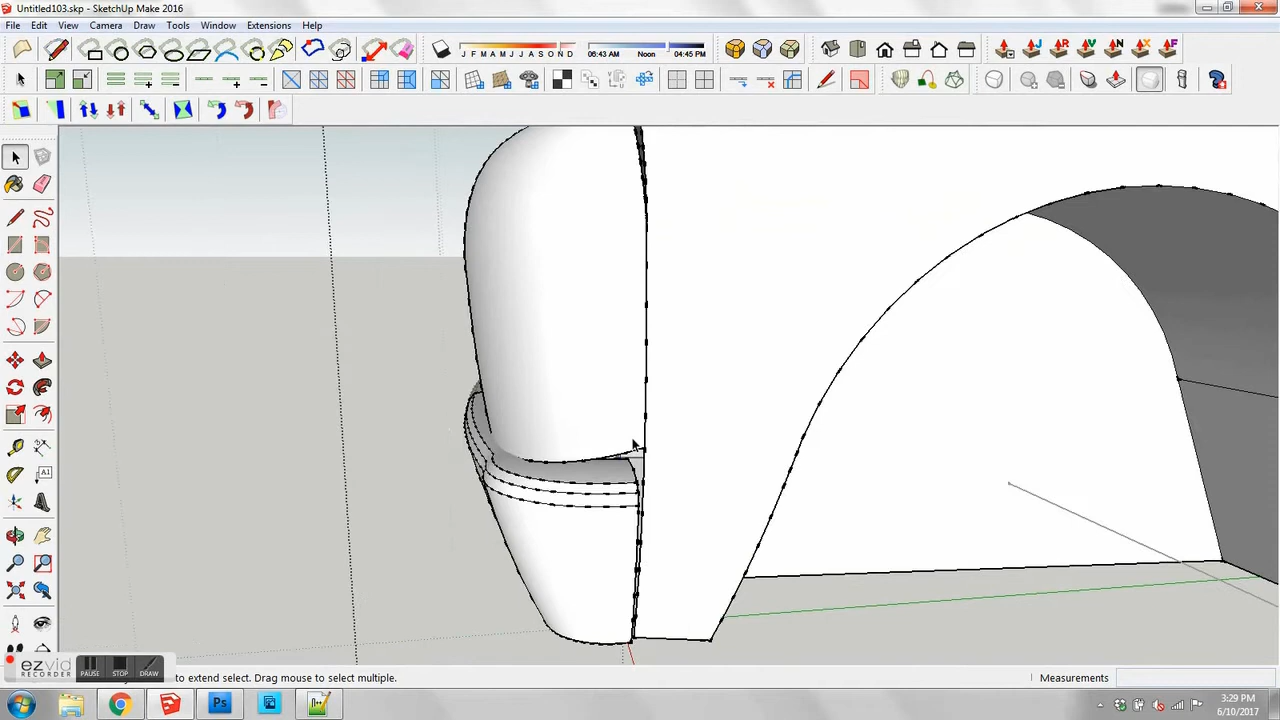 Untitled103.skp - SketchUp Make 2016
File Edit View Camera Draw Tools Window Extensions Help
J F M A M J J A S O N D 06:43 AM Noon 04:45 PM
J R V N X F
A1
ezvid
RECORDER
PAUSE STOP DRAW
to extend select. Drag mouse to select multiple.
Measurements
Ps
3:29 PM
6/10/2017